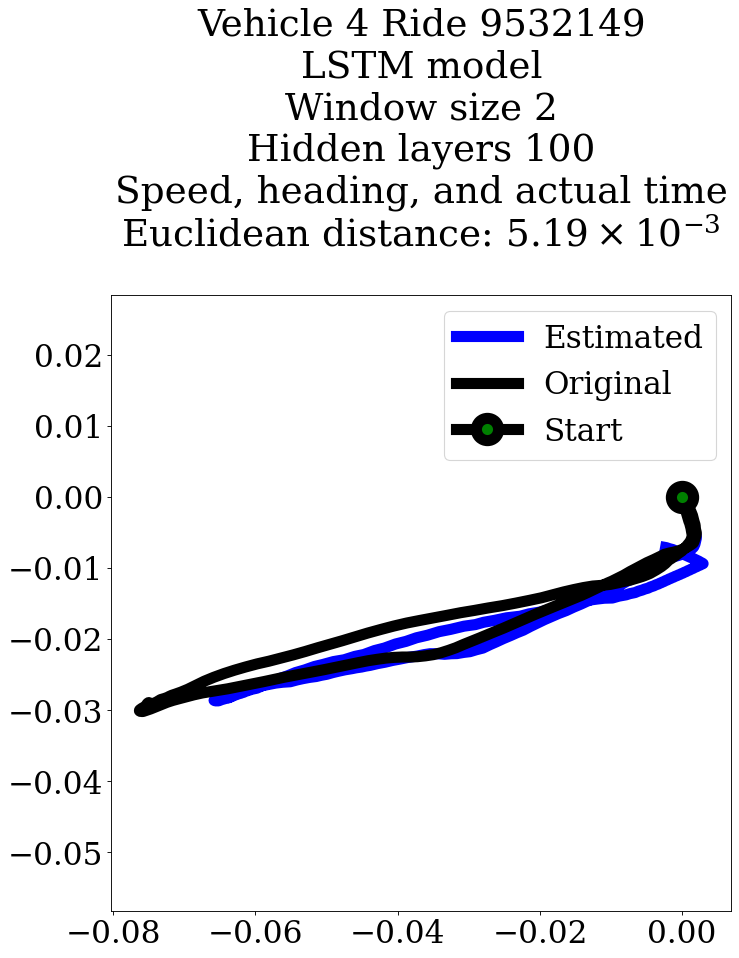 Vehicle 4 Ride 9532149
LSTM model
Window size 2
Hidden layers 100
Speed, heading, and actual time
Euclidean distance: 5.19 × 10⁻³
Estimated
Original
Start
0.02
0.01
0.00
−0.01
−0.02
−0.03
−0.04
−0.05
−0.08 −0.06 −0.04 −0.02 0.00